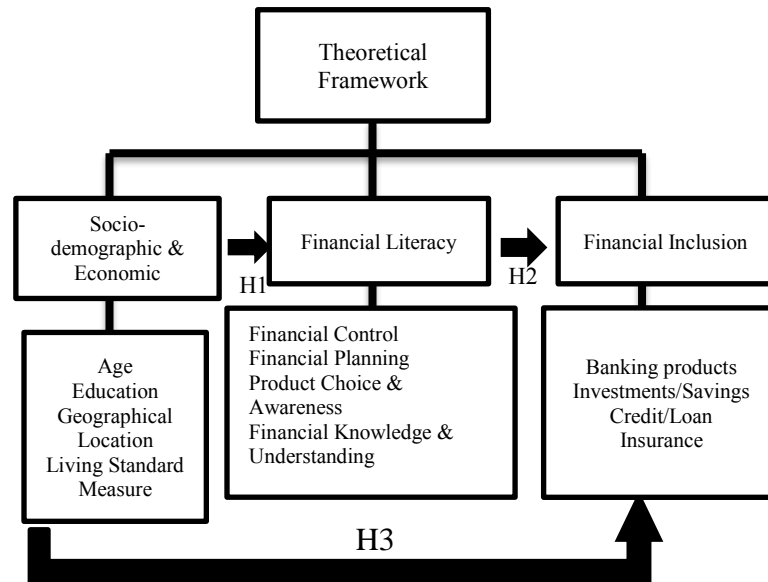 Theoretical
Framework
Socio-
demographic &
Economic
H1
Financial Literacy
H2
Financial Inclusion
Age
Education
Geographical
Location
Living Standard
Measure
Financial Control
Financial Planning
Product Choice &
Awareness
Financial Knowledge &
Understanding
Banking products
Investments/Savings
Credit/Loan
Insurance
H3